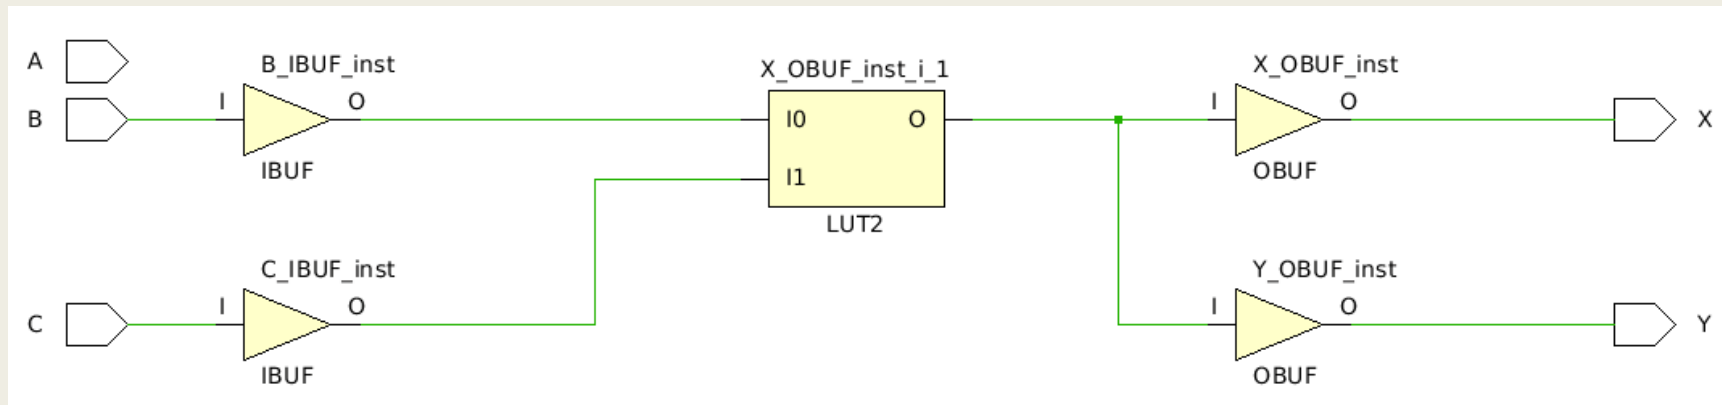 A
B_IBUF_inst
X_OBUF_inst_i_1
X_OBUF_inst
B
I
O
I0
O
I
O
X
IBUF
I1
OBUF
LUT2
C_IBUF_inst
Y_OBUF_inst
C
I
O
I
O
Y
IBUF
OBUF